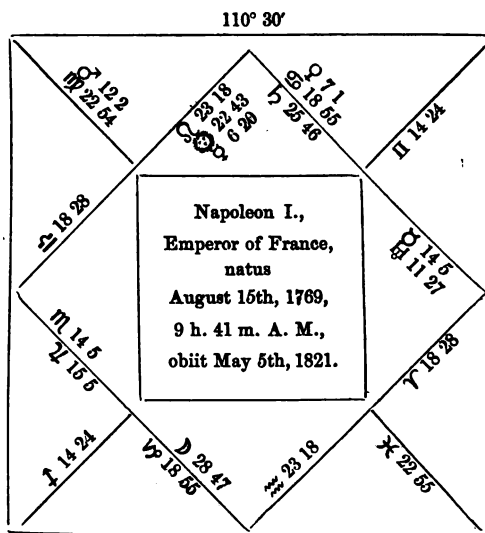 110° 30'
♂ 12 2
♍ 22 54
♌ 23 18
☉ 22 43
☿ 6 20
♀ 7 1
♋ 18 55
♄ 25 46
♊ 14 24
♎ 18 28
Napoleon I.,
Emperor of France,
natus
August 15th, 1769,
9 h. 41 m. A. M.,
obiit May 5th, 1821.
♉ 14 5
♅ 11 27
♏ 14 5
♃ 15 5
♈ 18 28
♐ 14 24
☽ 28 47
♑ 18 55
♒ 23 18
♓ 22 55